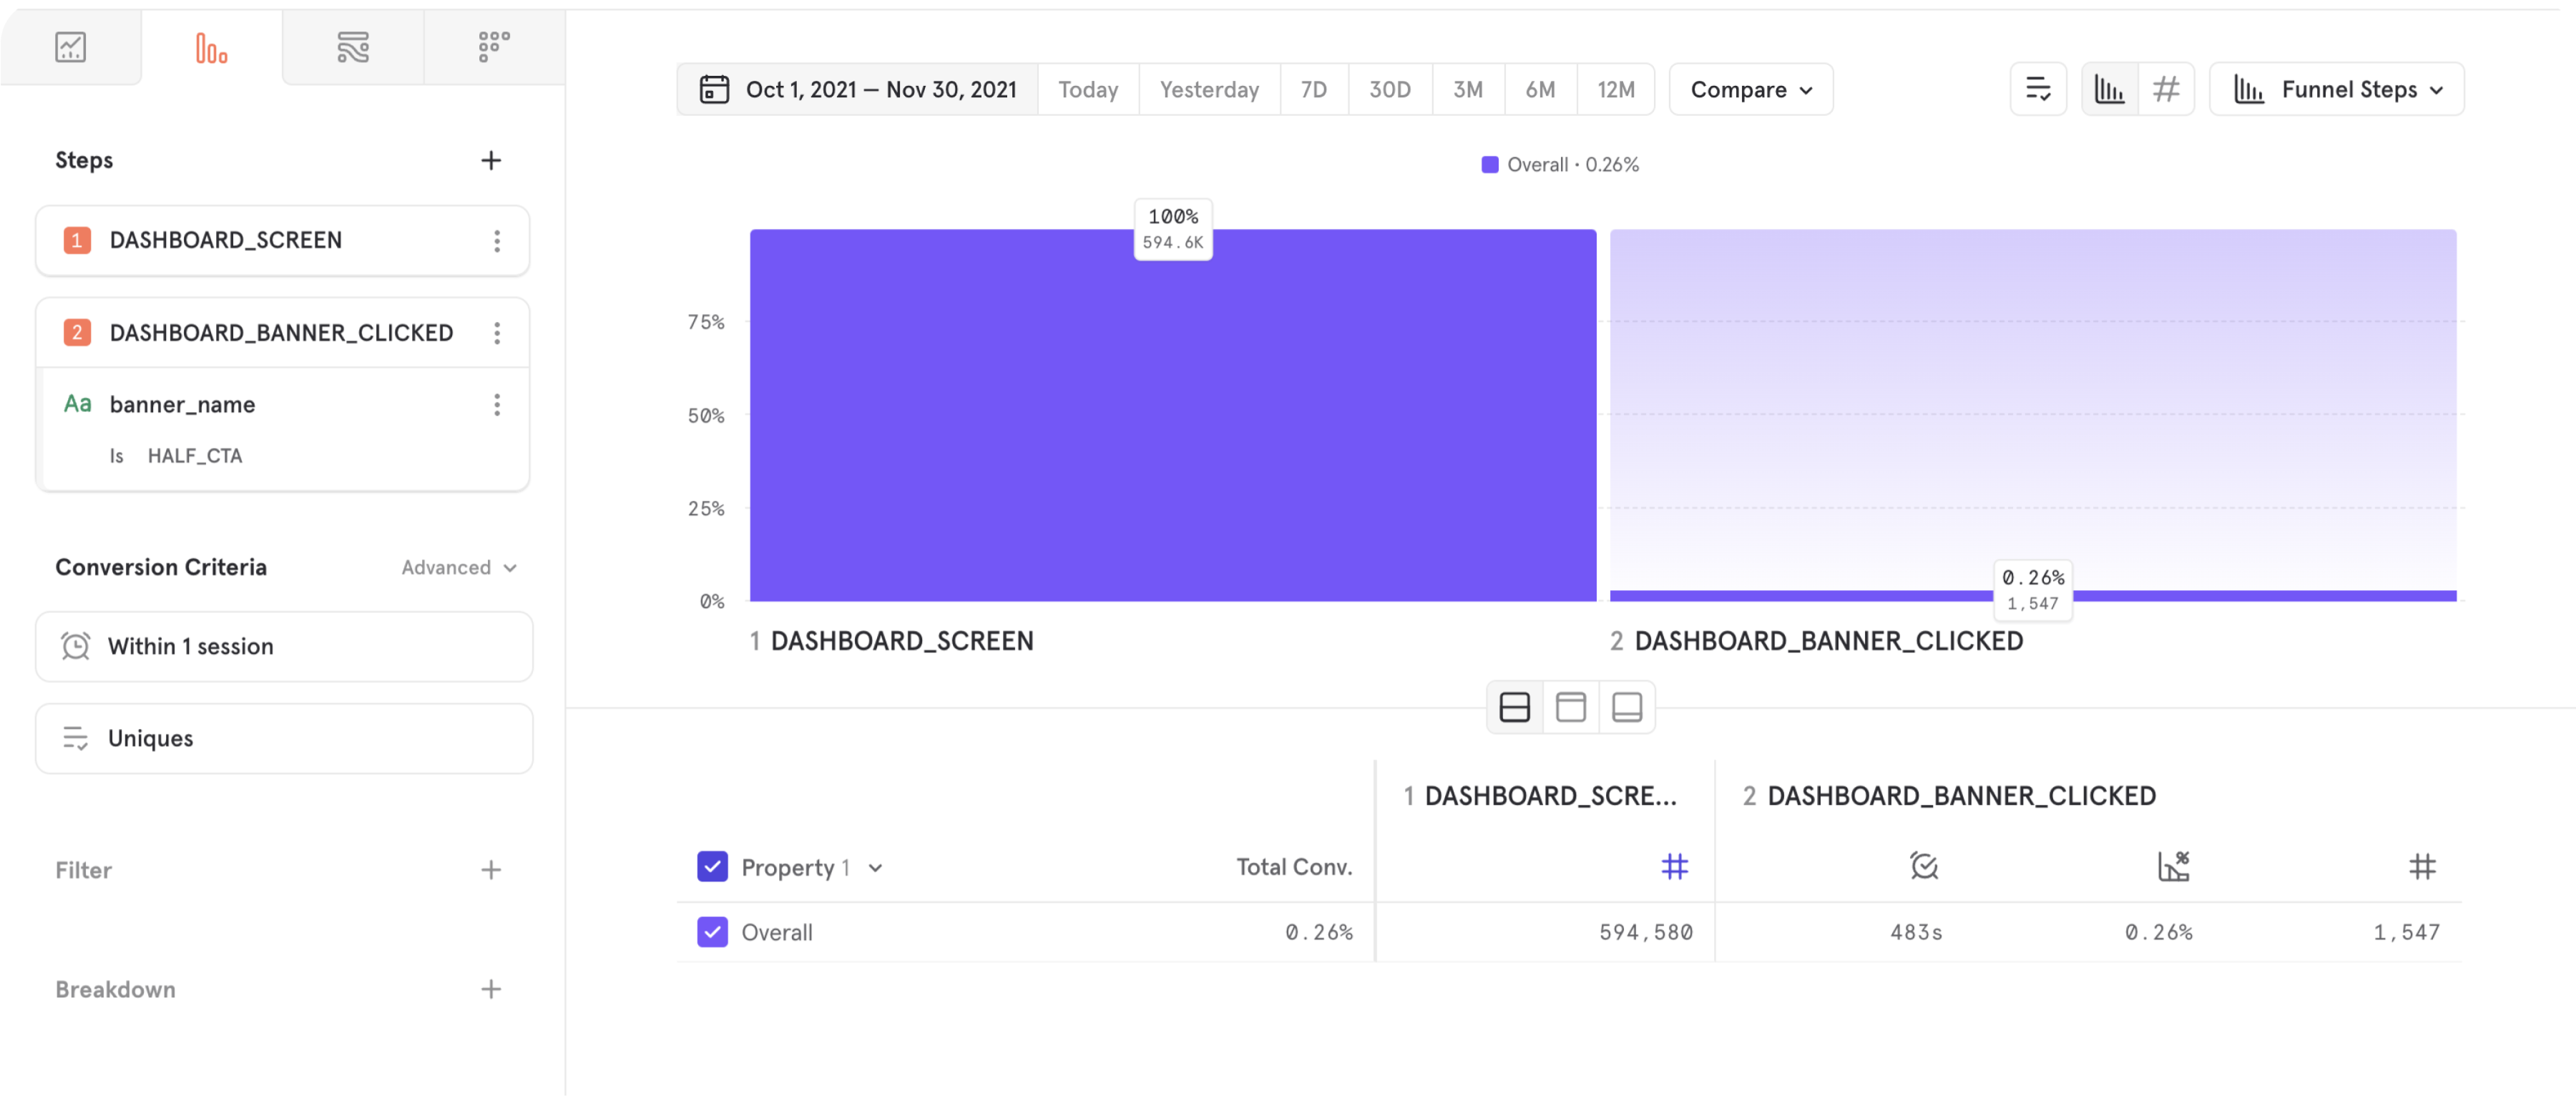 Steps
1 DASHBOARD_SCREEN
2 DASHBOARD_BANNER_CLICKED
Aa banner_name
Is HALF_CTA
Conversion Criteria Advanced
Within 1 session
Uniques
Filter
Breakdown
Oct 1, 2021 – Nov 30, 2021 Today Yesterday 7D 30D 3M 6M 12M Compare Funnel Steps
Overall · 0.26%
100%
594.6K
75%
50%
25%
0%
0.26%
1,547
1 DASHBOARD_SCREEN 2 DASHBOARD_BANNER_CLICKED
1 DASHBOARD_SCRE... 2 DASHBOARD_BANNER_CLICKED
Property 1 Total Conv. # %  #
Overall 0.26% 594,580 483s 0.26% 1,547